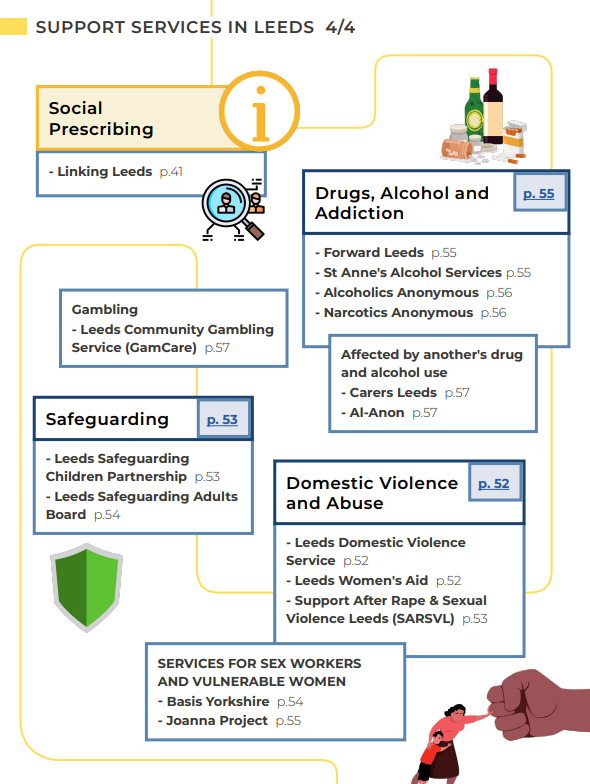 SUPPORT SERVICES IN LEEDS 4/4
Social
Prescribing
i
- Linking Leeds p.41
Drugs, Alcohol and
Addiction
p. 55
- Forward Leeds p.55
- St Anne's Alcohol Services p.55
- Alcoholics Anonymous p.56
- Narcotics Anonymous p.56
Affected by another's drug
and alcohol use
- Carers Leeds p.57
- Al-Anon p.57
Gambling
- Leeds Community Gambling
Service (GamCare) p.57
Safeguarding
p. 53
- Leeds Safeguarding
Children Partnership p.53
- Leeds Safeguarding Adults
Board p.54
Domestic Violence
and Abuse
p. 52
- Leeds Domestic Violence
Service p.52
- Leeds Women's Aid p.52
- Support After Rape & Sexual
Violence Leeds (SARSVL) p.53
SERVICES FOR SEX WORKERS
AND VULNERABLE WOMEN
- Basis Yorkshire p.54
- Joanna Project p.55